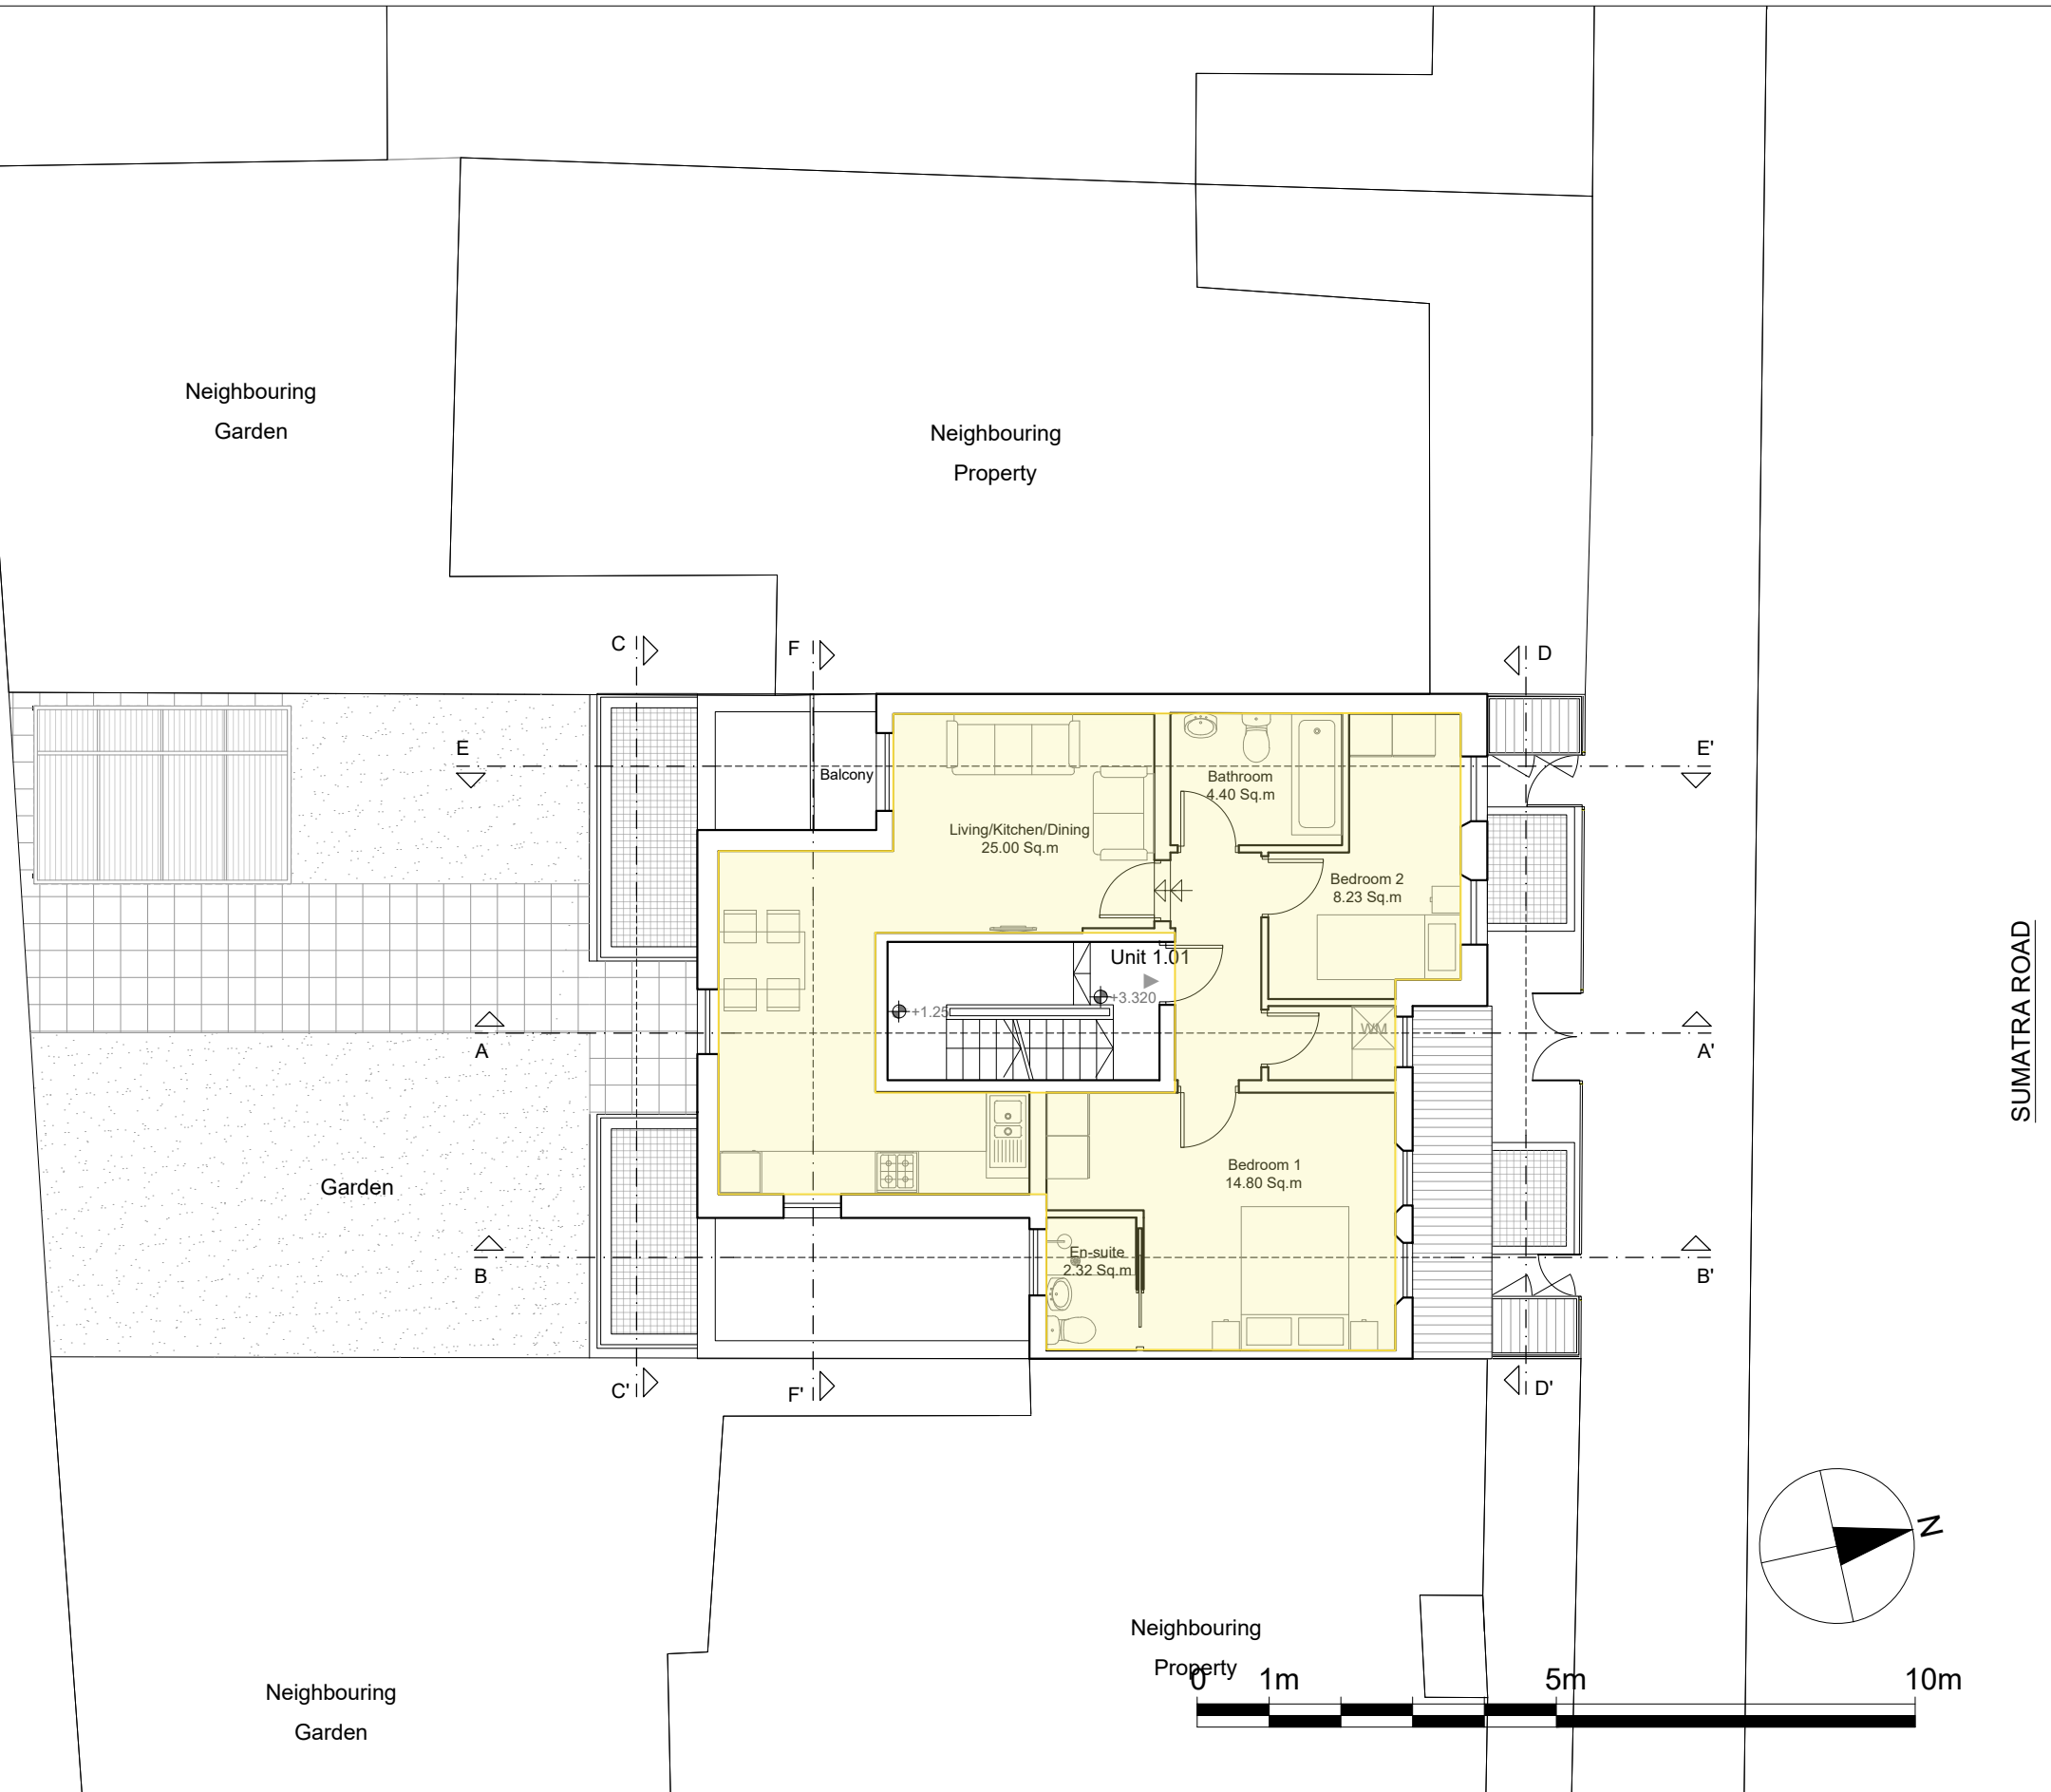 Neighbouring
Garden
Neighbouring
Property
C
F
D
E
E'
Balcony
Bathroom
4.40 Sq.m
Living/Kitchen/Dining
25.00 Sq.m
Bedroom 2
8.23 Sq.m
Unit 1.01
+3.320
+1.25
WM
A
A'
SUMATRA ROAD
Garden
Bedroom 1
14.80 Sq.m
En-suite
2.32 Sq.m
B
B'
C'
F'
D'
N
Neighbouring
Property
0 1m 5m 10m
Neighbouring
Garden